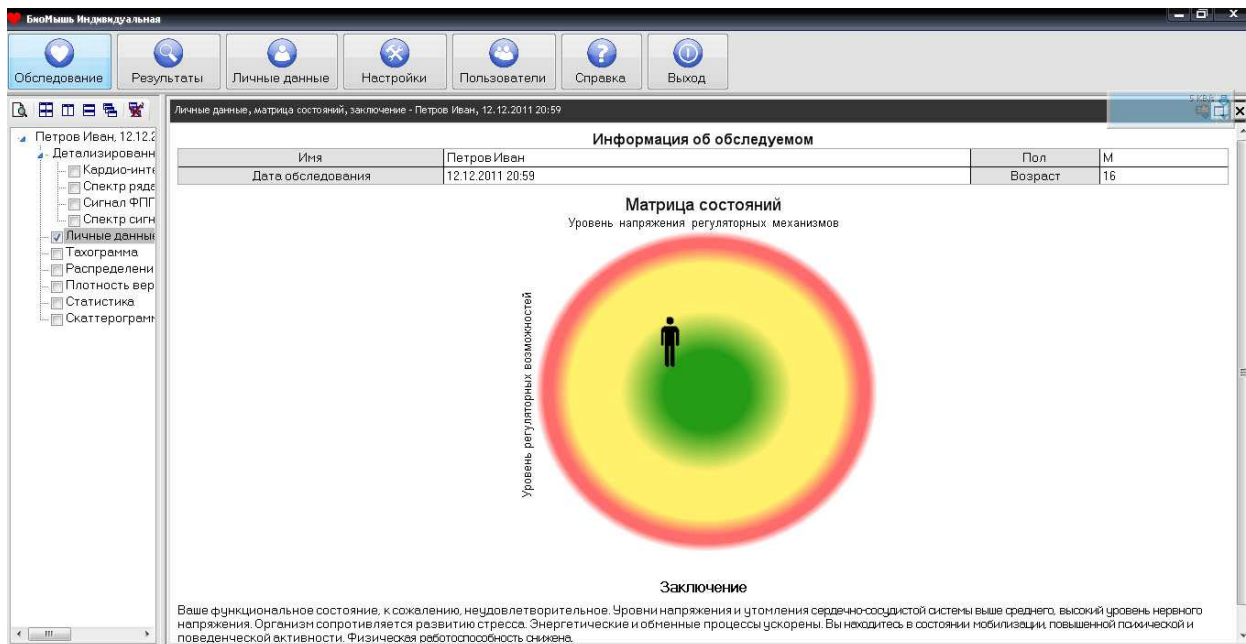 БиоМышь Индивидуальная
Обследование Результаты Личные данные Настройки Пользователи Справка Выход
Личные данные, матрица состояний, заключение - Петров Иван, 12.12.2011 20:59
5 КБ/с
Петров Иван, 12.12.2
Детализированн
Кардио-инте
Спектр ряда
Сигнал ФПГ
Спектр сигн
Личные данные
Тахограмма
Распределени
Плотность вер
Статистика
Скаттерограмм
Информация об обследуемом
Имя Петров Иван Пол М
Дата обследования 12.12.2011 20:59 Возраст 16
Матрица состояний
Уровень напряжения регуляторных механизмов
Уровень регуляторных возможностей
Заключение
Ваше функциональное состояние, к сожалению, неудовлетворительное. Уровни напряжения и утомления сердечно-сосудистой системы выше среднего, высокий уровень нервного
напряжения. Организм сопротивляется развитию стресса. Энергетические и обменные процессы ускорены. Вы находитесь в состоянии мобилизации, повышенной психической и
поведенческой активности. Физическая работоспособность снижена.